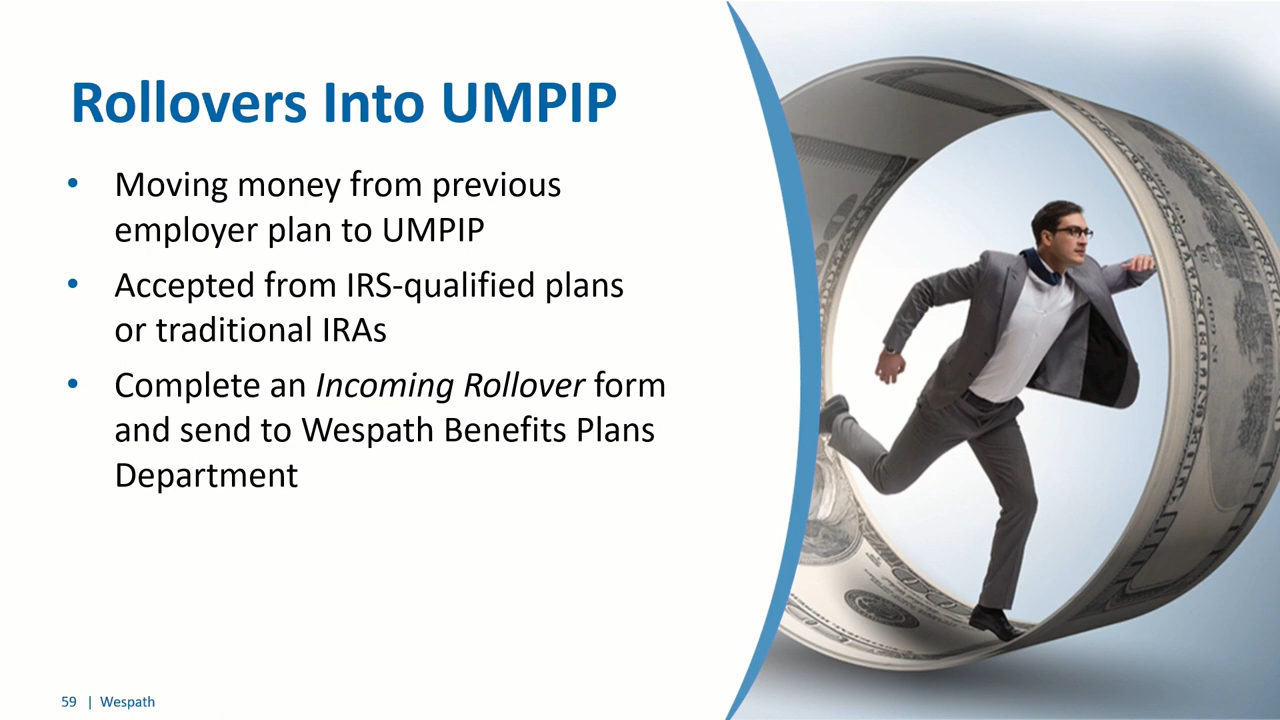 Rollovers Into UMPIP
• Moving money from previous
employer plan to UMPIP
• Accepted from IRS-qualified plans
or traditional IRAs
• Complete an Incoming Rollover form
and send to Wespath Benefits Plans
Department
59 | Wespath